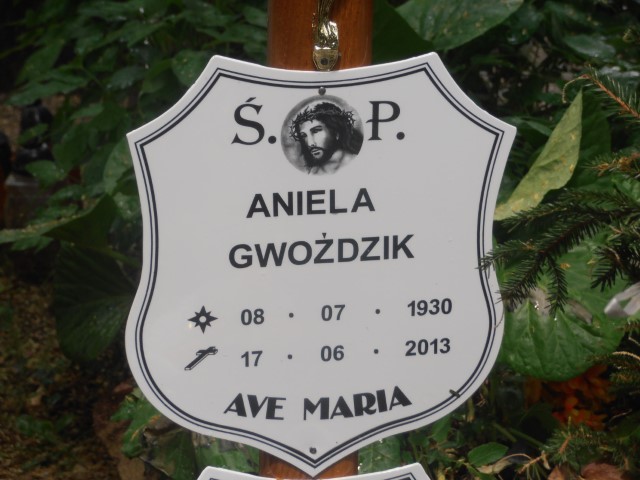 Ś. P.
ANIELA
GWOŹDZIK
08 · 07 · 1930
17 · 06 · 2013
AVE MARIA